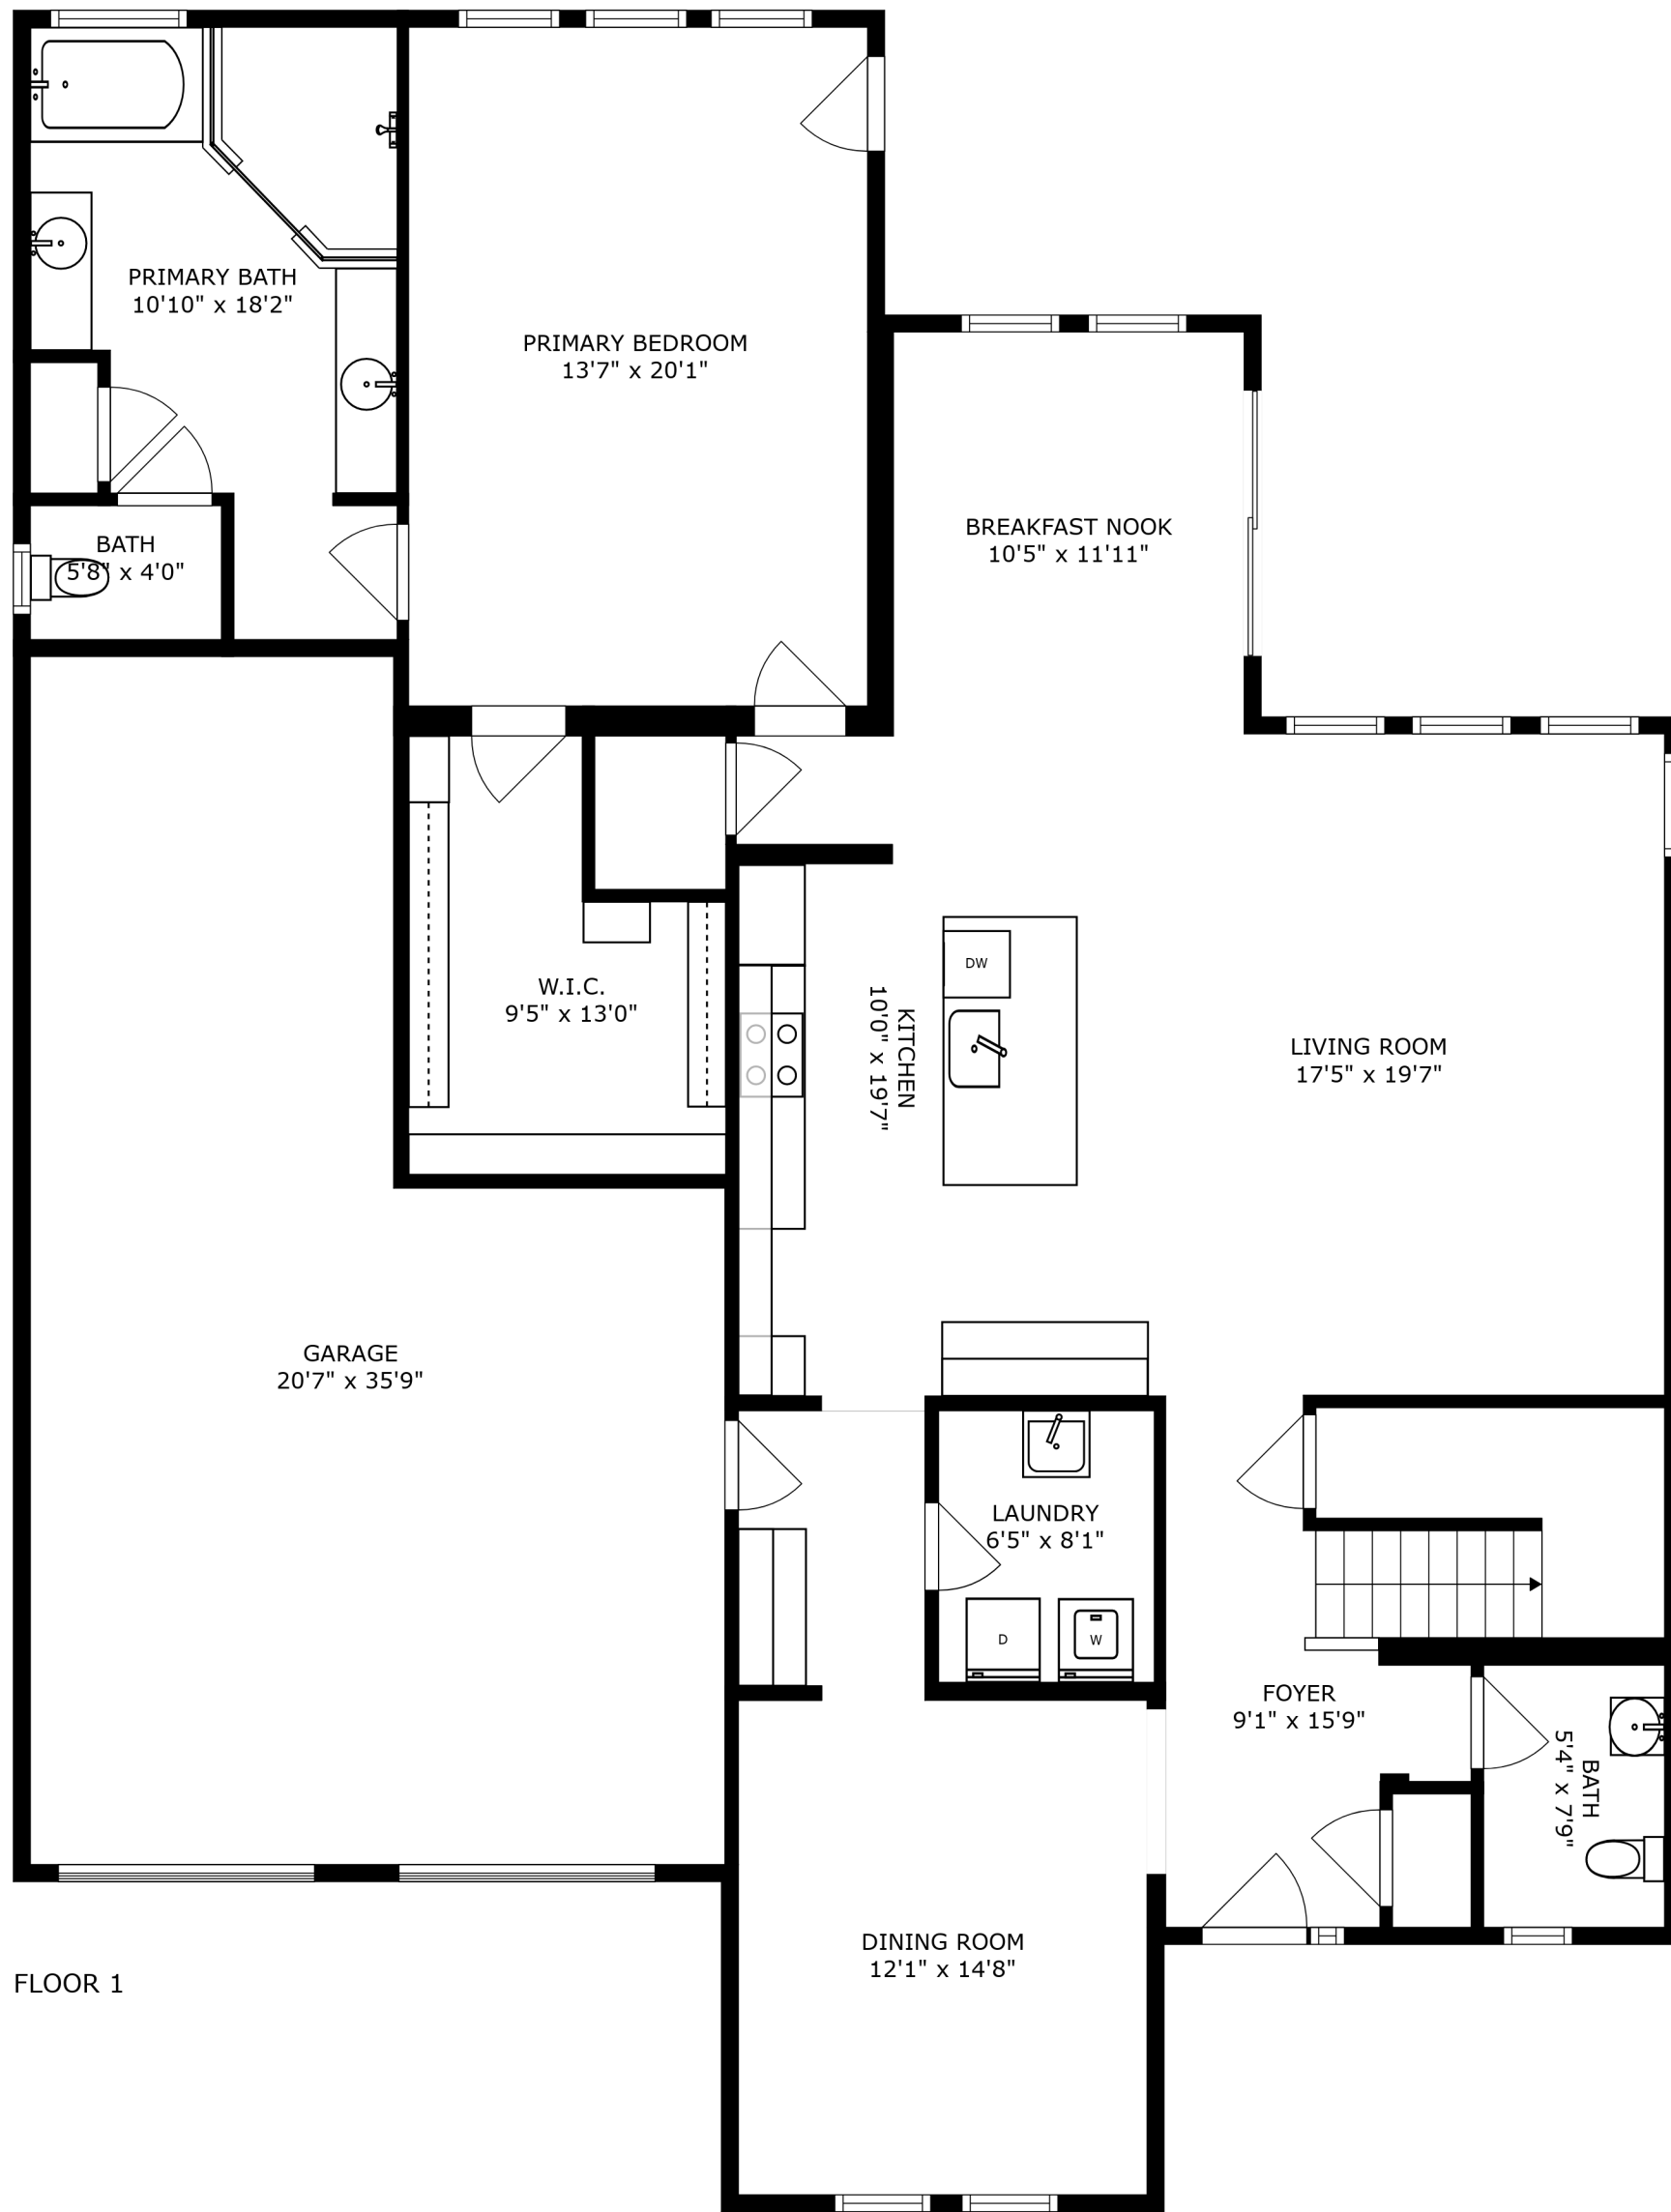 PRIMARY BATH
10'10" x 18'2"
PRIMARY BEDROOM
13'7" x 20'1"
BREAKFAST NOOK
10'5" x 11'11"
BATH
5'8" x 4'0"
W.I.C.
9'5" x 13'0"
DW
KITCHEN
10'0" x 19'7"
LIVING ROOM
17'5" x 19'7"
GARAGE
20'7" x 35'9"
LAUNDRY
6'5" x 8'1"
D
W
FOYER
9'1" x 15'9"
BATH
5'4" x 7'9"
DINING ROOM
12'1" x 14'8"
FLOOR 1